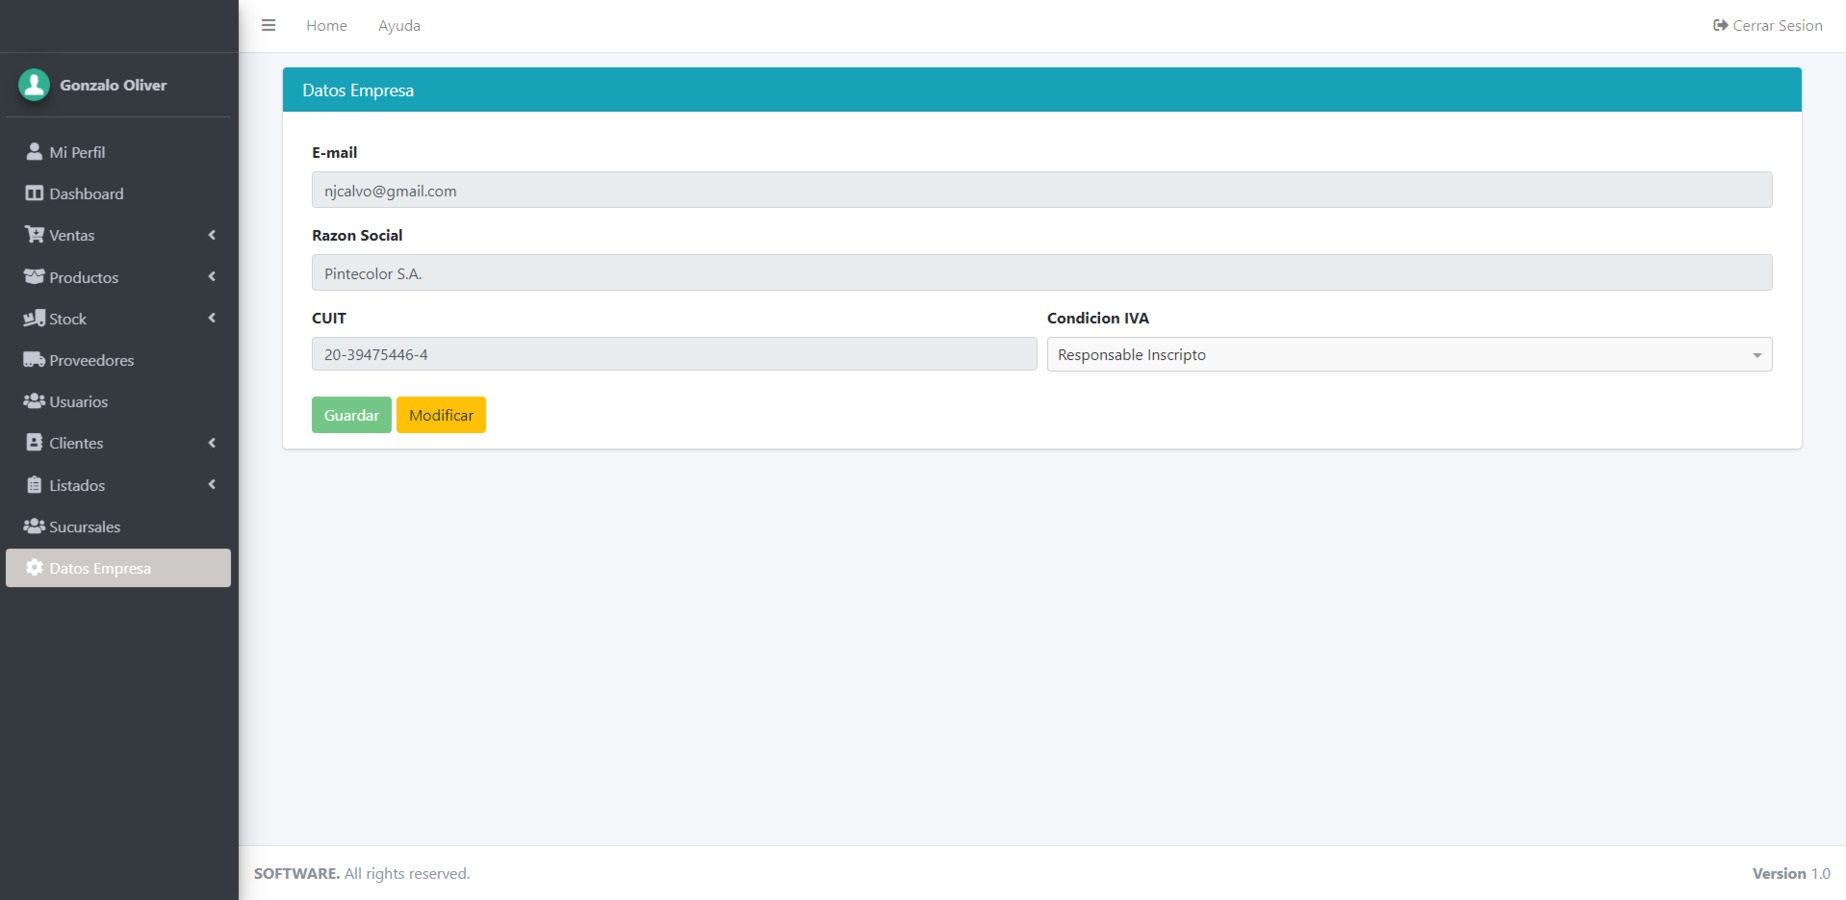 Home Ayuda Cerrar Sesion
Gonzalo Oliver
Mi Perfil
Dashboard
Ventas
Productos
Stock
Proveedores
Usuarios
Clientes
Listados
Sucursales
Datos Empresa
Datos Empresa
E-mail
njcalvo@gmail.com
Razon Social
Pintecolor S.A.
CUIT Condicion IVA
20-39475446-4 Responsable Inscripto
Guardar Modificar
SOFTWARE. All rights reserved. Version 1.0